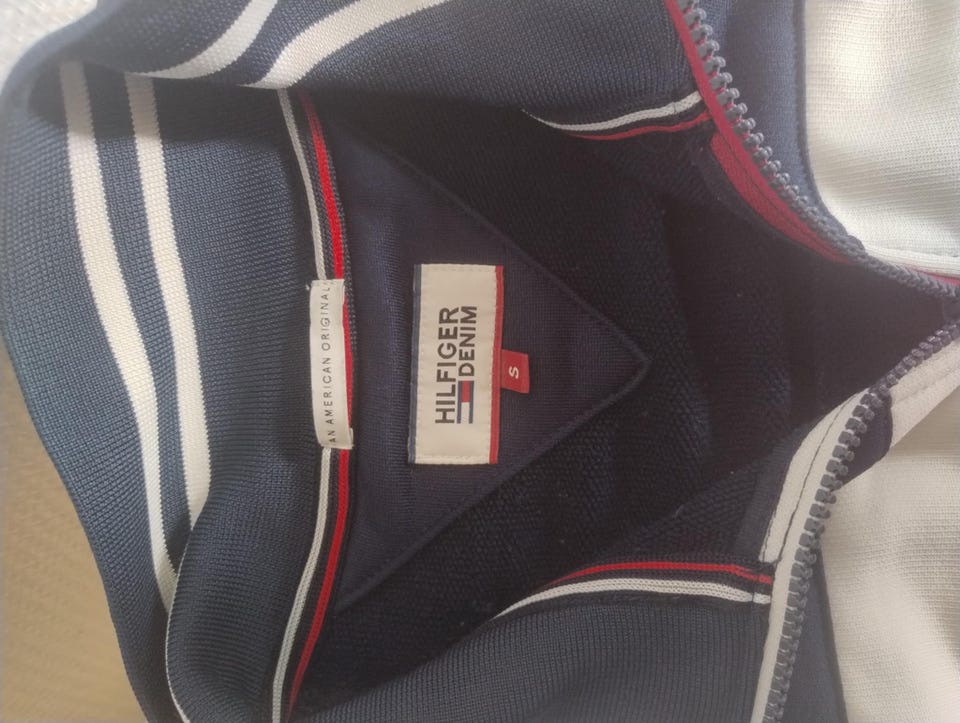 AN AMERICAN ORIGINAL
HILFIGER
DENIM
S